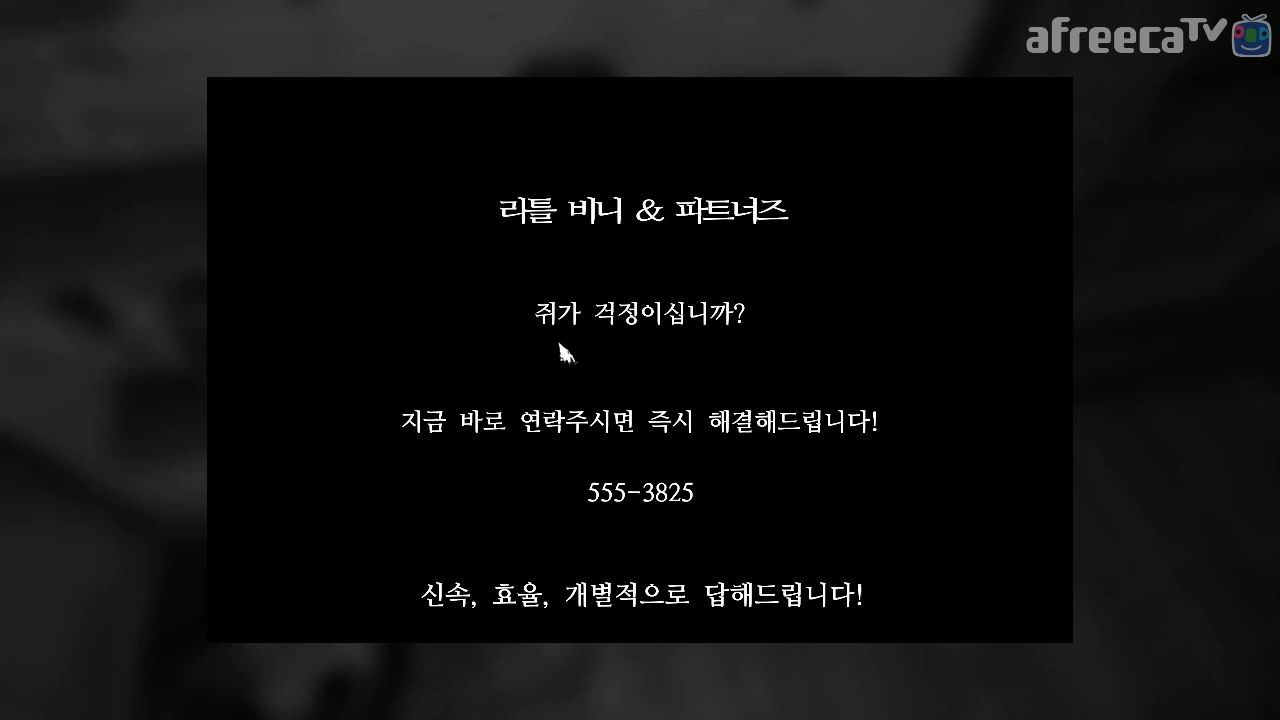 afreecaTV
리틀 비니 & 파트너즈
쥐가 걱정이십니까?
지금 바로 연락주시면 즉시 해결해드립니다!
555-3825
신속, 효율, 개별적으로 답해드립니다!